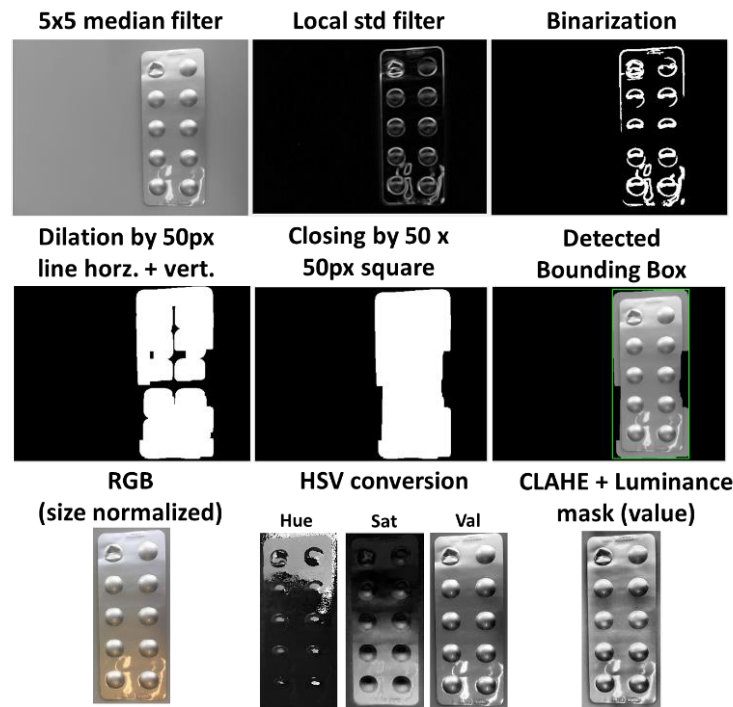 5x5 median filter
Local std filter
Binarization
Dilation by 50px
line horz. + vert.
Closing by 50 x
50px square
Detected
Bounding Box
RGB
(size normalized)
HSV conversion
Hue
Sat
Val
CLAHE + Luminance
mask (value)